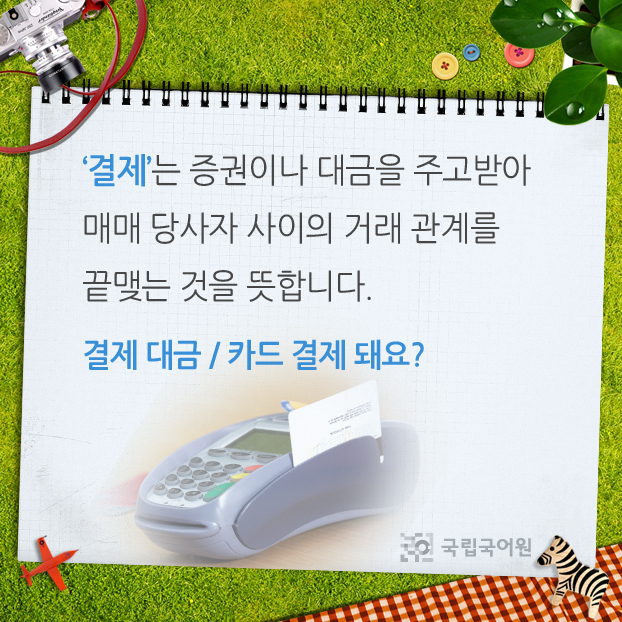 ‘결제’는 증권이나 대금을 주고받아
매매 당사자 사이의 거래 관계를
끝맺는 것을 뜻합니다.
결제 대금 / 카드 결제 돼요?
국립국어원